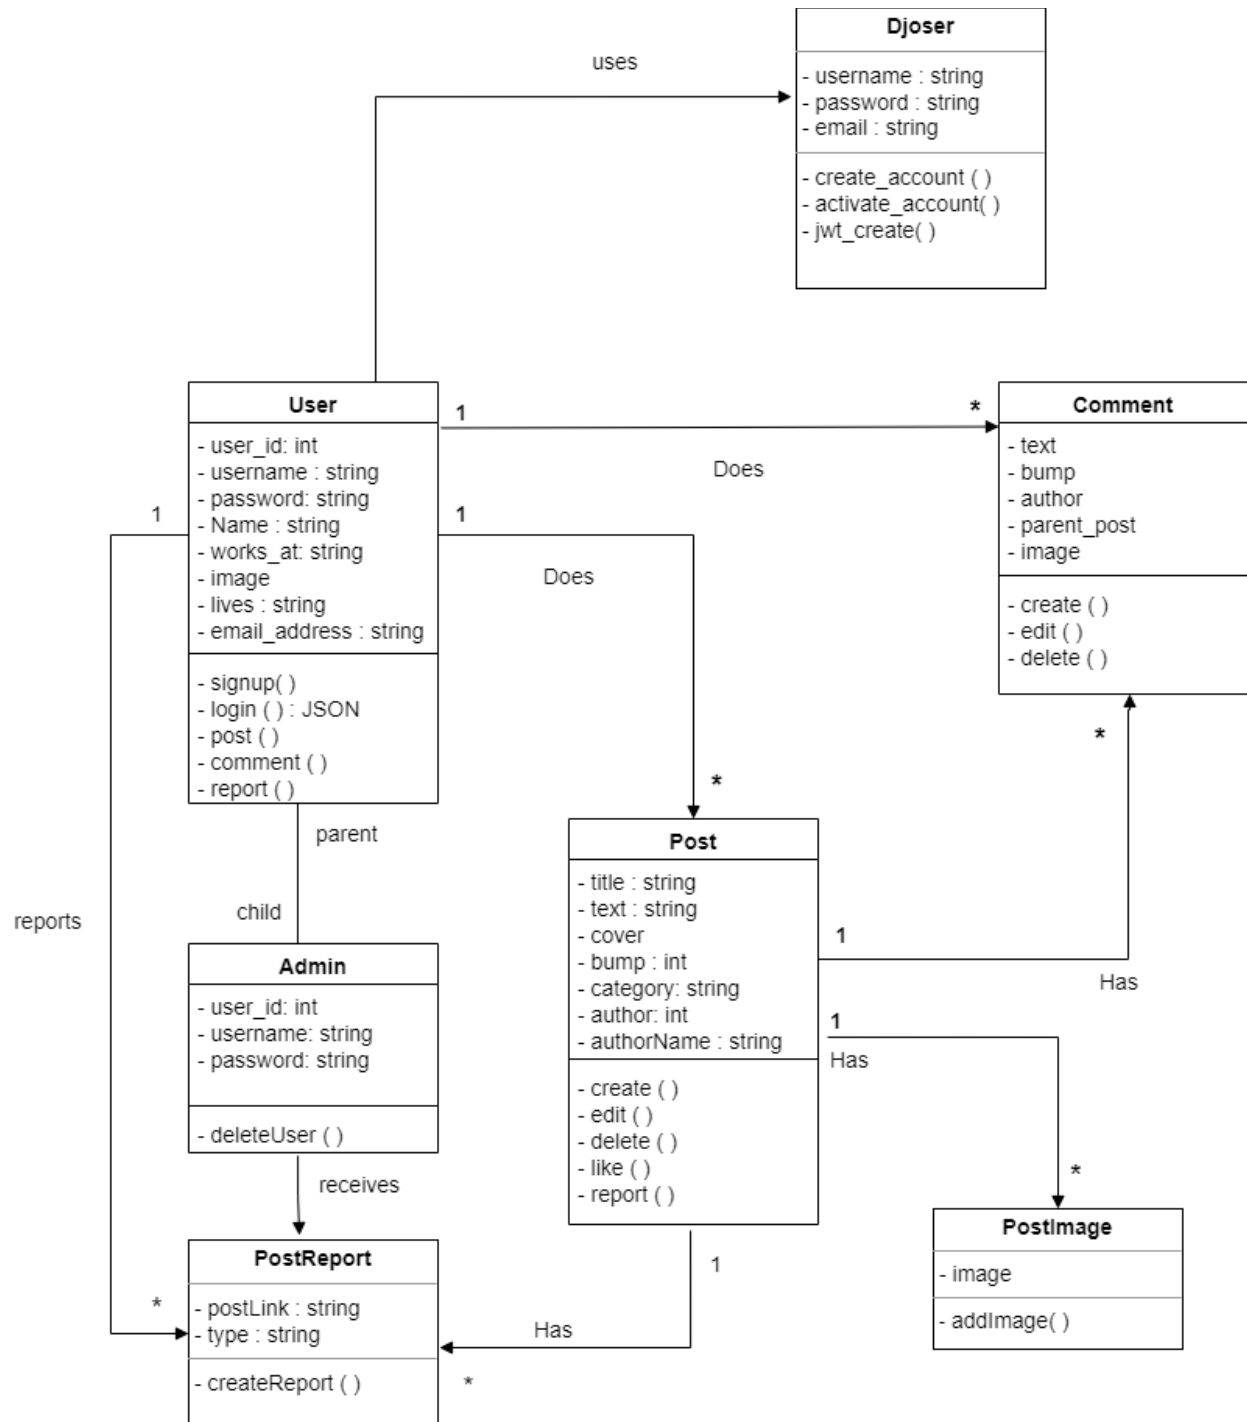 Djoser
- username : string
- password : string
- email : string
- create_account ( )
- activate_account( )
- jwt_create( )
uses
User
- user_id: int
- username : string
- password: string
- Name : string
- works_at: string
- image
- lives : string
- email_address : string
- signup( )
- login ( ) : JSON
- post ( )
- comment ( )
- report ( )
1
*
Does
Comment
- text
- bump
- author
- parent_post
- image
- create ( )
- edit ( )
- delete ( )
1
1
Does
*
*
parent
child
reports
Post
- title : string
- text : string
- cover
- bump : int
- category: string
- author: int
- authorName : string
- create ( )
- edit ( )
- delete ( )
- like ( )
- report ( )
1
Has
1
Has
*
Admin
- user_id: int
- username: string
- password: string
- deleteUser ( )
receives
PostReport
- postLink : string
- type : string
- createReport ( )
*
1
Has
*
PostImage
- image
- addImage( )